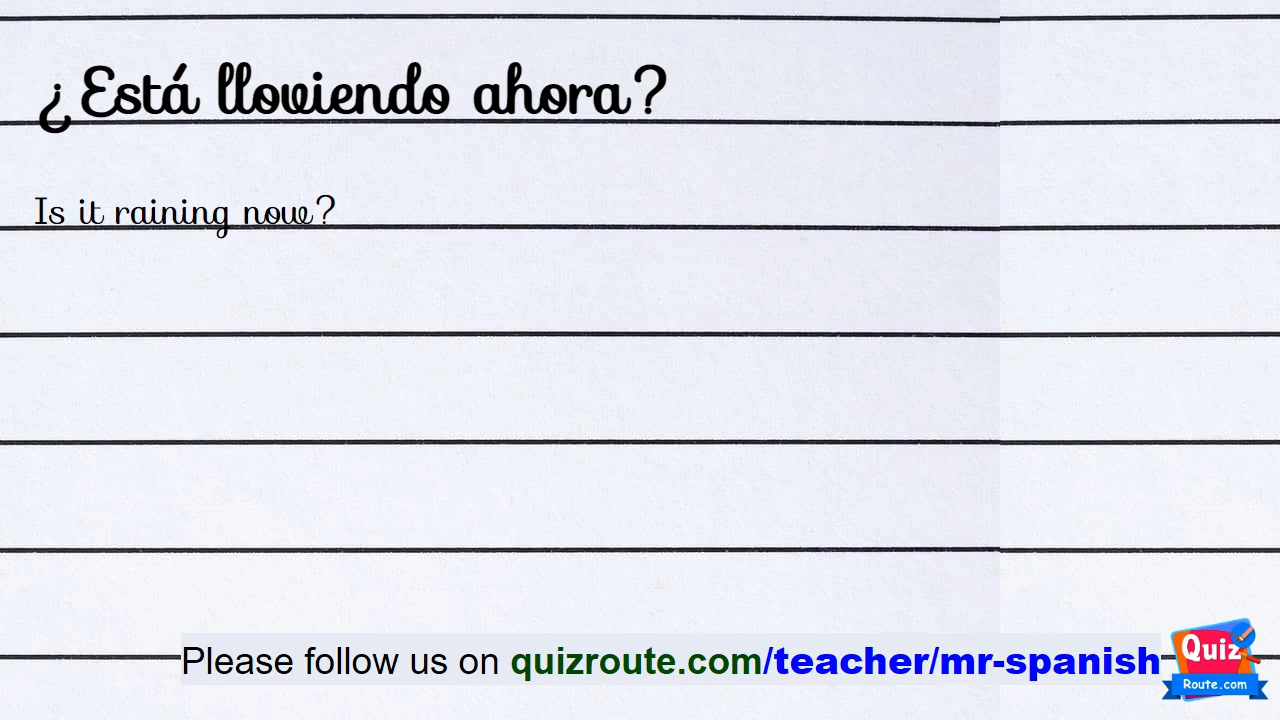 ¿Está lloviendo ahora?
Is it raining now?
Please follow us on quizroute.com/teacher/mr-spanish
Quiz
Route.com